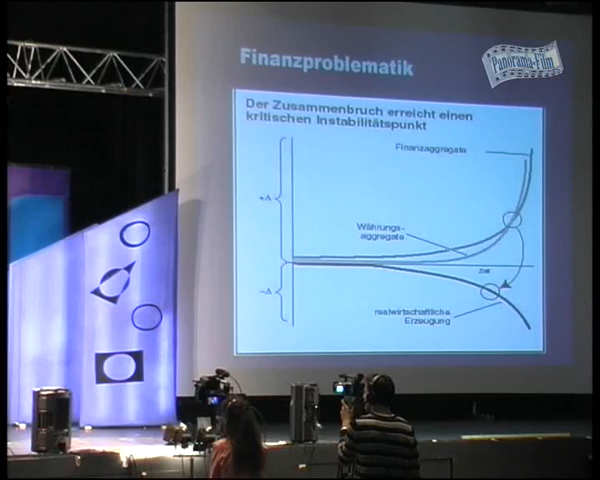 Finanzproblematik
Panorama-Film
Der Zusammenbruch erreicht einen
kritischen Instabilitätspunkt
Finanzaggregate
+Δ
Währungs-
aggregate
Zeit
-Δ
realwirtschaftliche
Erzeugung